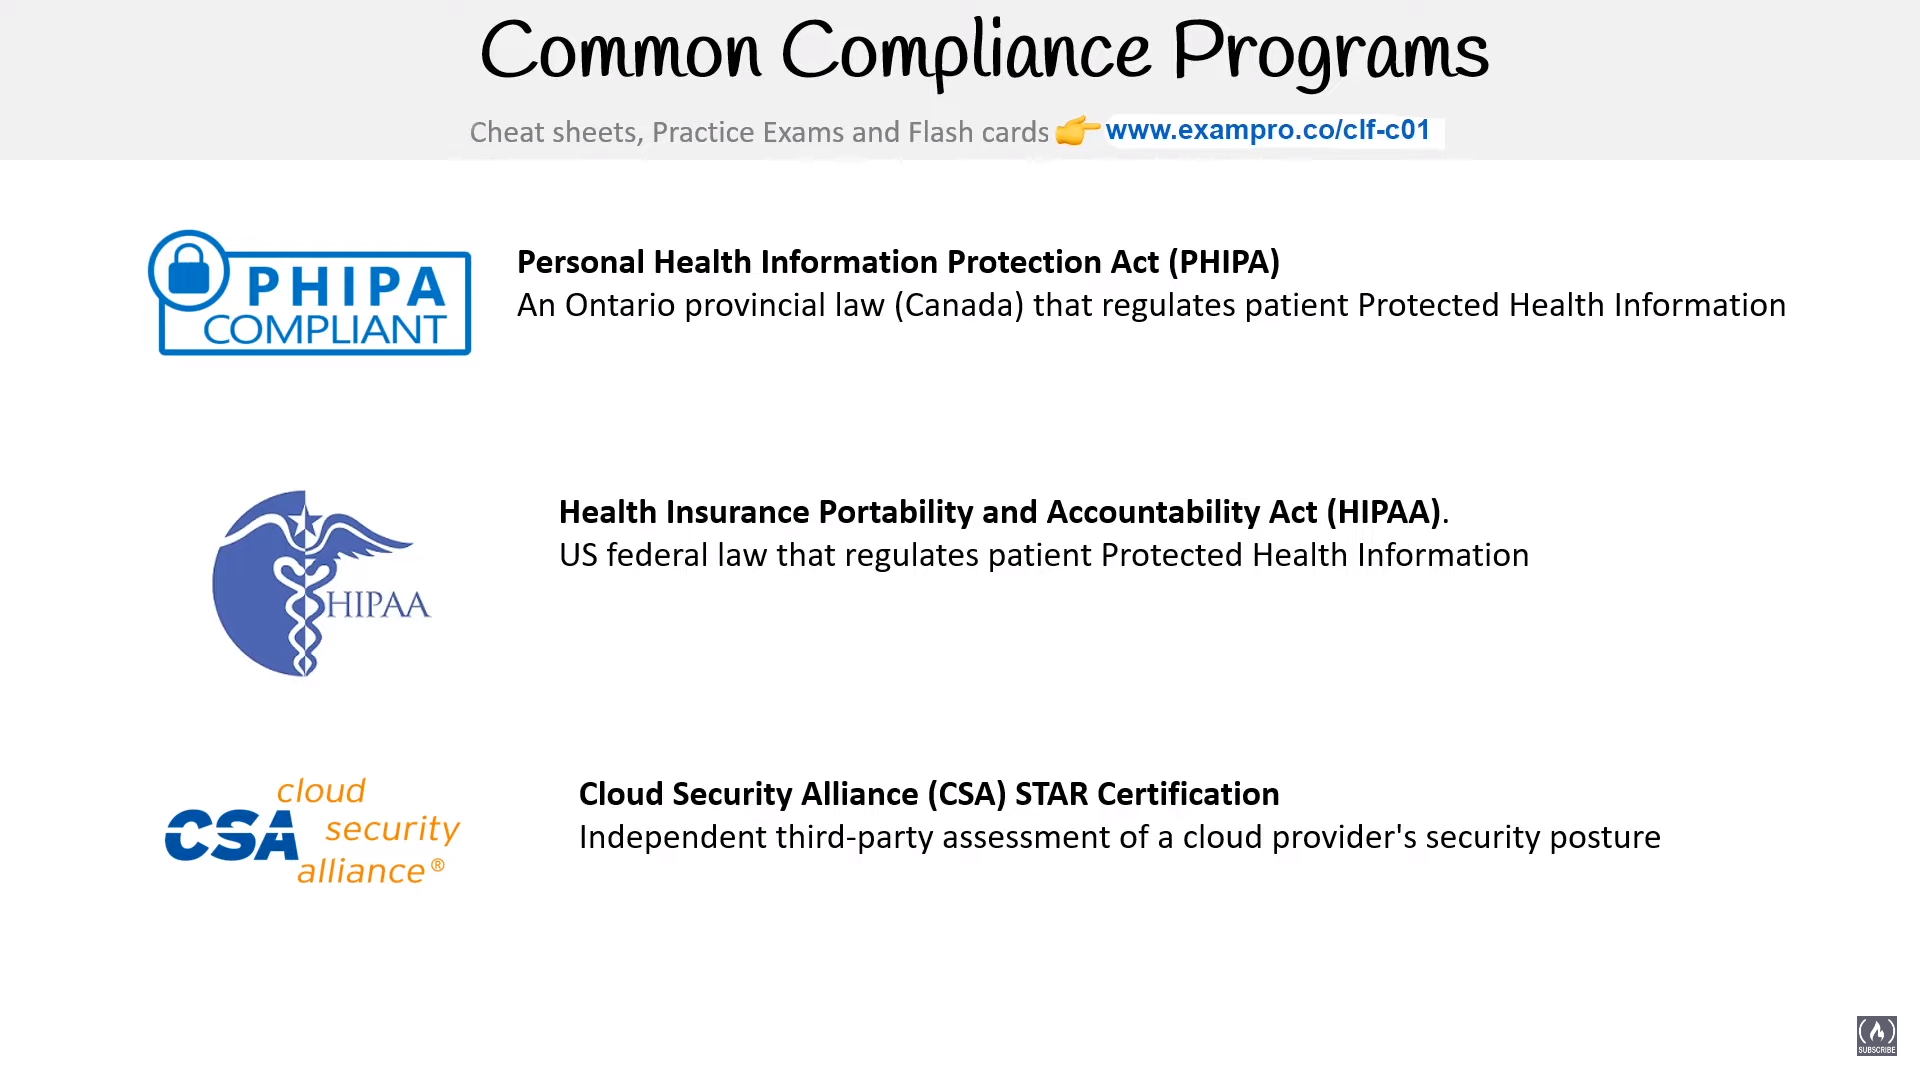 Common Compliance Programs
Cheat sheets, Practice Exams and Flash cards 👉 www.exampro.co/clf-c01
PHIPA
COMPLIANT
Personal Health Information Protection Act (PHIPA)
An Ontario provincial law (Canada) that regulates patient Protected Health Information
HIPAA
Health Insurance Portability and Accountability Act (HIPAA).
US federal law that regulates patient Protected Health Information
CSA cloud
security
alliance®
Cloud Security Alliance (CSA) STAR Certification
Independent third-party assessment of a cloud provider's security posture
SUBSCRIBE